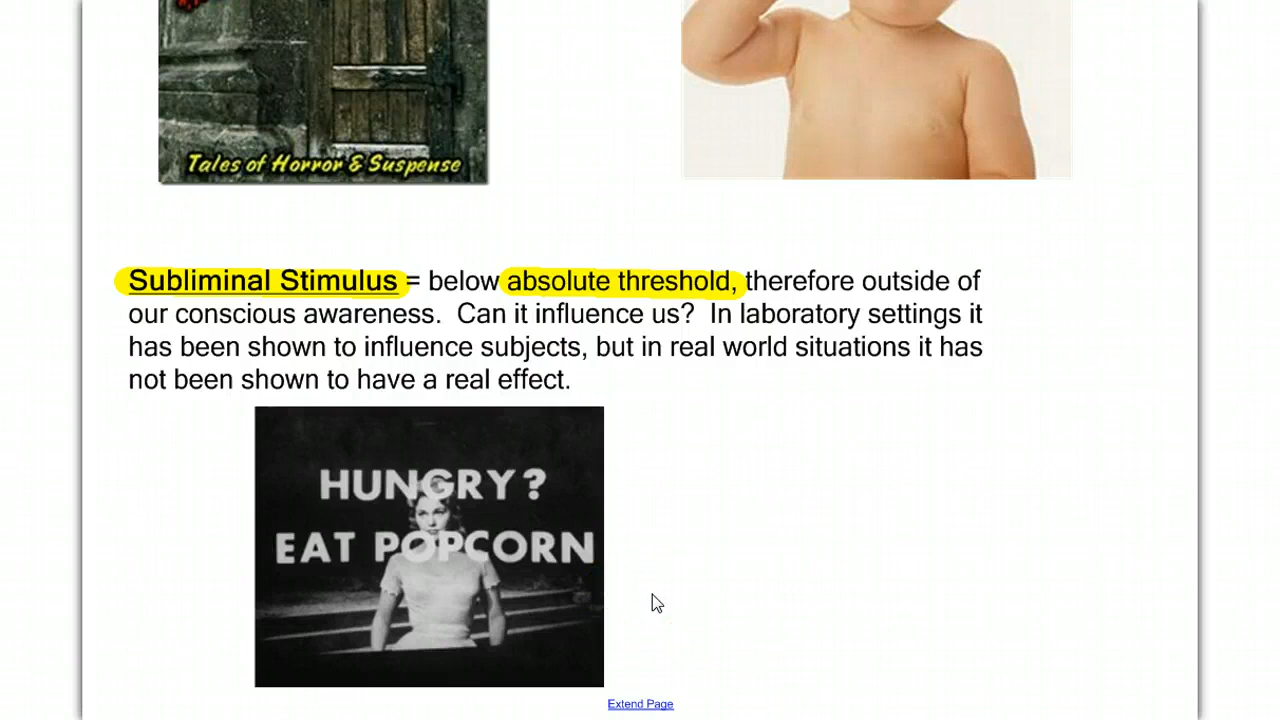 Tales of Horror & Suspense
Subliminal Stimulus = below absolute threshold, therefore outside of
our conscious awareness. Can it influence us? In laboratory settings it
has been shown to influence subjects, but in real world situations it has
not been shown to have a real effect.
HUNGRY?
EAT POPCORN
Extend Page